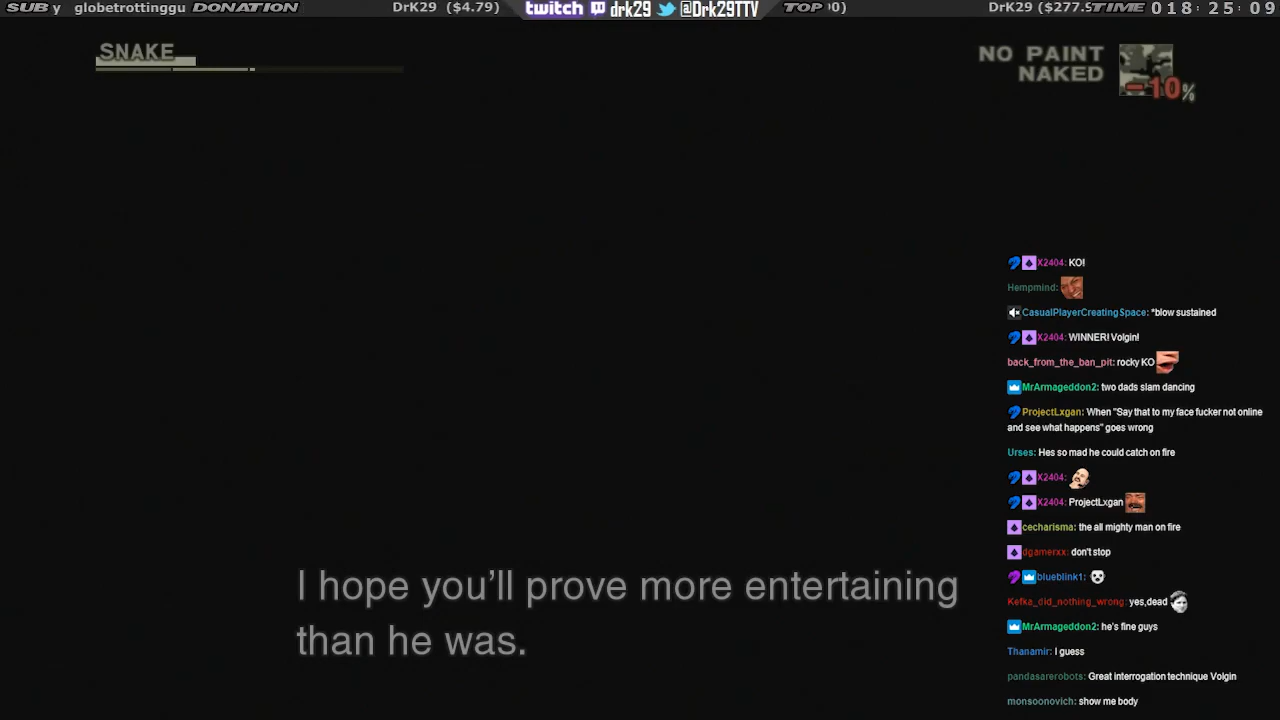 SUB y globetrottinggu DONATION DrK29 ($4.79) twitch drk29 @Drk29TTV TOP 00) DrK29 ($277.5 TIME 018:25:09
SNAKE
NO PAINT
NAKED
-10%
X2404: KO!
Hempmind:
CasualPlayerCreatingSpace: *blow sustained
X2404: WINNER! Volgin!
back_from_the_ban_pit: rocky KO
MrArmageddon2: two dads slam dancing
ProjectLxgan: When "Say that to my face fucker not online
and see what happens" goes wrong
Urses: Hes so mad he could catch on fire
X2404:
X2404: ProjectLxgan
cecharisma: the all mighty man on fire
dgamerxx: don't stop
blueblink1:
Kefka_did_nothing_wrong: yes,dead
MrArmageddon2: he's fine guys
Thanamir: I guess
pandasarerobots: Great interrogation technique Volgin
monsoonovich: show me body
I hope you'll prove more entertaining
than he was.